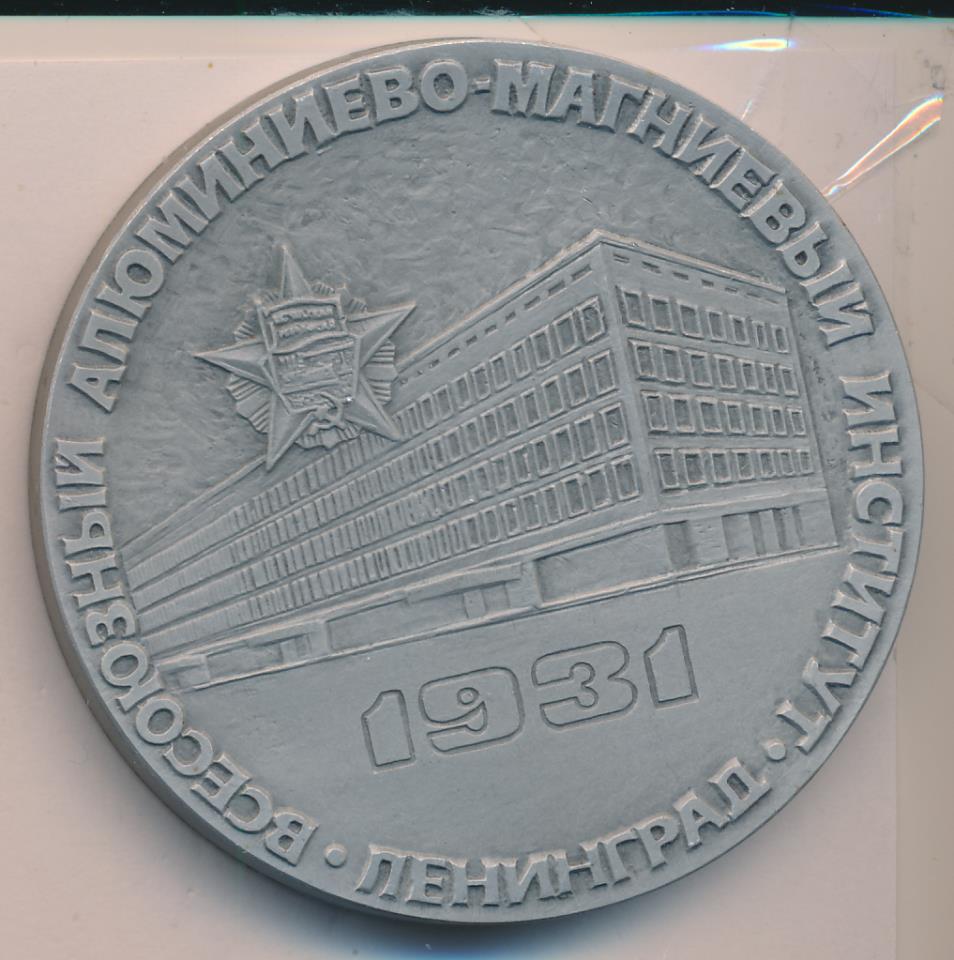 ВСЕСОЮЗНЫЙ АЛЮМИНИЕВО-МАГНИЕВЫЙ ИНСТИТУТ
• ЛЕНИНГРАД •
1931